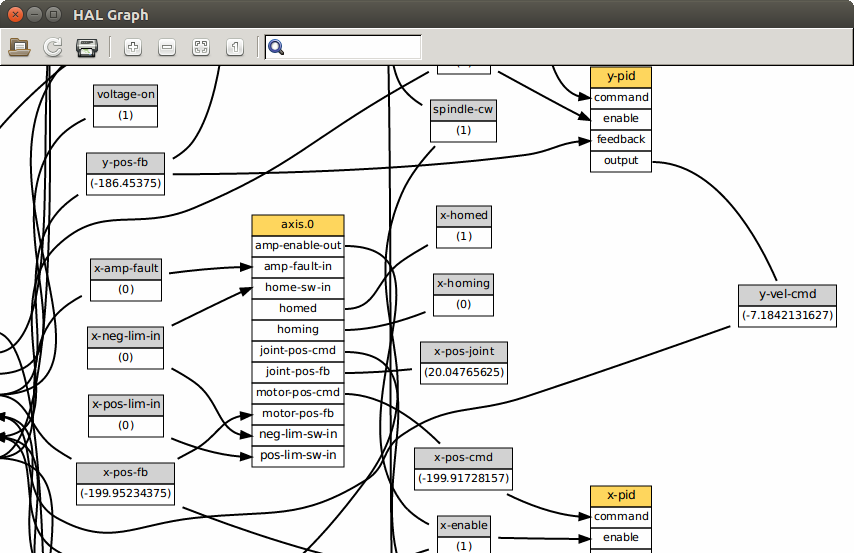 HAL Graph
1
voltage-on
(1)
y-pos-fb
(-186.45375)
x-amp-fault
(0)
x-neg-lim-in
(0)
x-pos-lim-in
(0)
x-pos-fb
(-199.95234375)
axis.0
amp-enable-out
amp-fault-in
home-sw-in
homed
homing
joint-pos-cmd
joint-pos-fb
motor-pos-cmd
motor-pos-fb
neg-lim-sw-in
pos-lim-sw-in
spindle-cw
(1)
x-homed
(1)
x-homing
(0)
x-pos-joint
(20.04765625)
x-pos-cmd
(-199.91728157)
x-enable
(1)
y-pid
command
enable
feedback
output
y-vel-cmd
(-7.1842131627)
x-pid
command
enable